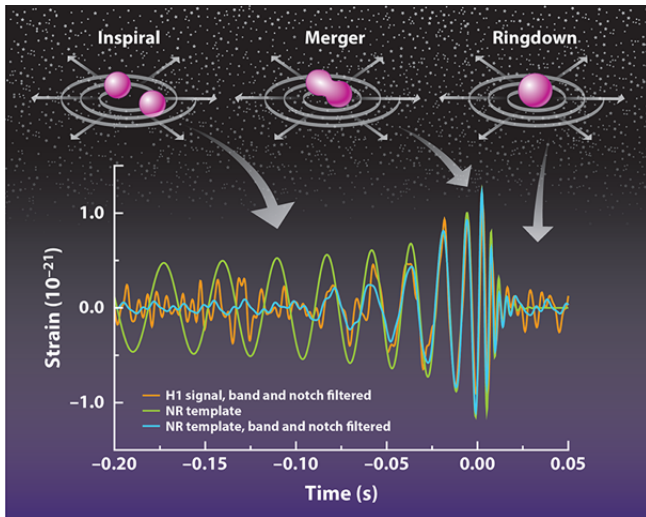 Inspiral Merger Ringdown
1.0
0.0
–1.0
Strain (10⁻²¹)
H1 signal, band and notch filtered
NR template
NR template, band and notch filtered
–0.20 –0.15 –0.10 –0.05 0.00 0.05
Time (s)